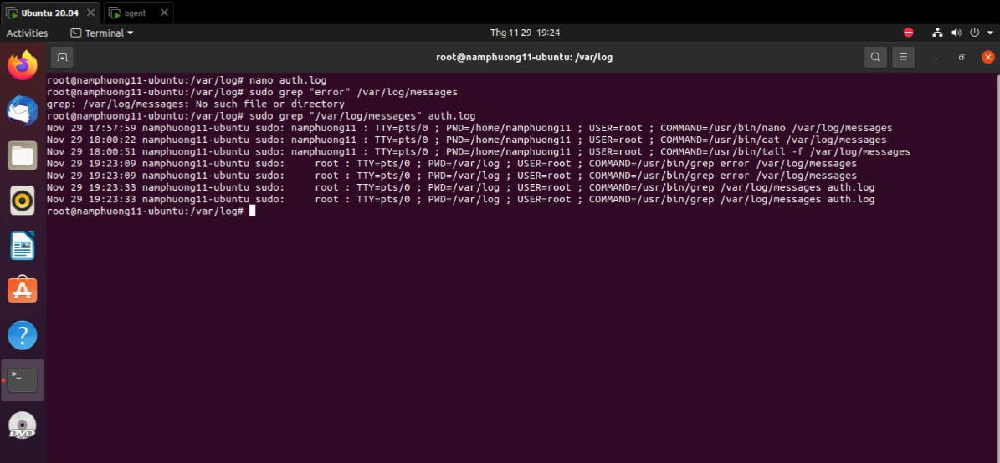 Ubuntu 20.04
agent
Activities
Terminal
Thg 11 29 19:24
root@namphuong11-ubuntu: /var/log
root@namphuong11-ubuntu:/var/log# nano auth.log
root@namphuong11-ubuntu:/var/log# sudo grep "error" /var/log/messages
grep: /var/log/messages: No such file or directory
root@namphuong11-ubuntu:/var/log# sudo grep "/var/log/messages" auth.log
Nov 29 17:57:59 namphuong11-ubuntu sudo: namphuong11 : TTY=pts/0 ; PWD=/home/namphuong11 ; USER=root ; COMMAND=/usr/bin/nano /var/log/messages
Nov 29 18:00:22 namphuong11-ubuntu sudo: namphuong11 : TTY=pts/0 ; PWD=/home/namphuong11 ; USER=root ; COMMAND=/usr/bin/cat /var/log/messages
Nov 29 18:00:51 namphuong11-ubuntu sudo: namphuong11 : TTY=pts/0 ; PWD=/home/namphuong11 ; USER=root ; COMMAND=/usr/bin/tail -f /var/log/messages
Nov 29 19:23:09 namphuong11-ubuntu sudo:     root : TTY=pts/0 ; PWD=/var/log ; USER=root ; COMMAND=/usr/bin/grep error /var/log/messages
Nov 29 19:23:09 namphuong11-ubuntu sudo:     root : TTY=pts/0 ; PWD=/var/log ; USER=root ; COMMAND=/usr/bin/grep error /var/log/messages
Nov 29 19:23:33 namphuong11-ubuntu sudo:     root : TTY=pts/0 ; PWD=/var/log ; USER=root ; COMMAND=/usr/bin/grep /var/log/messages auth.log
Nov 29 19:23:33 namphuong11-ubuntu sudo:     root : TTY=pts/0 ; PWD=/var/log ; USER=root ; COMMAND=/usr/bin/grep /var/log/messages auth.log
root@namphuong11-ubuntu:/var/log#
DVD